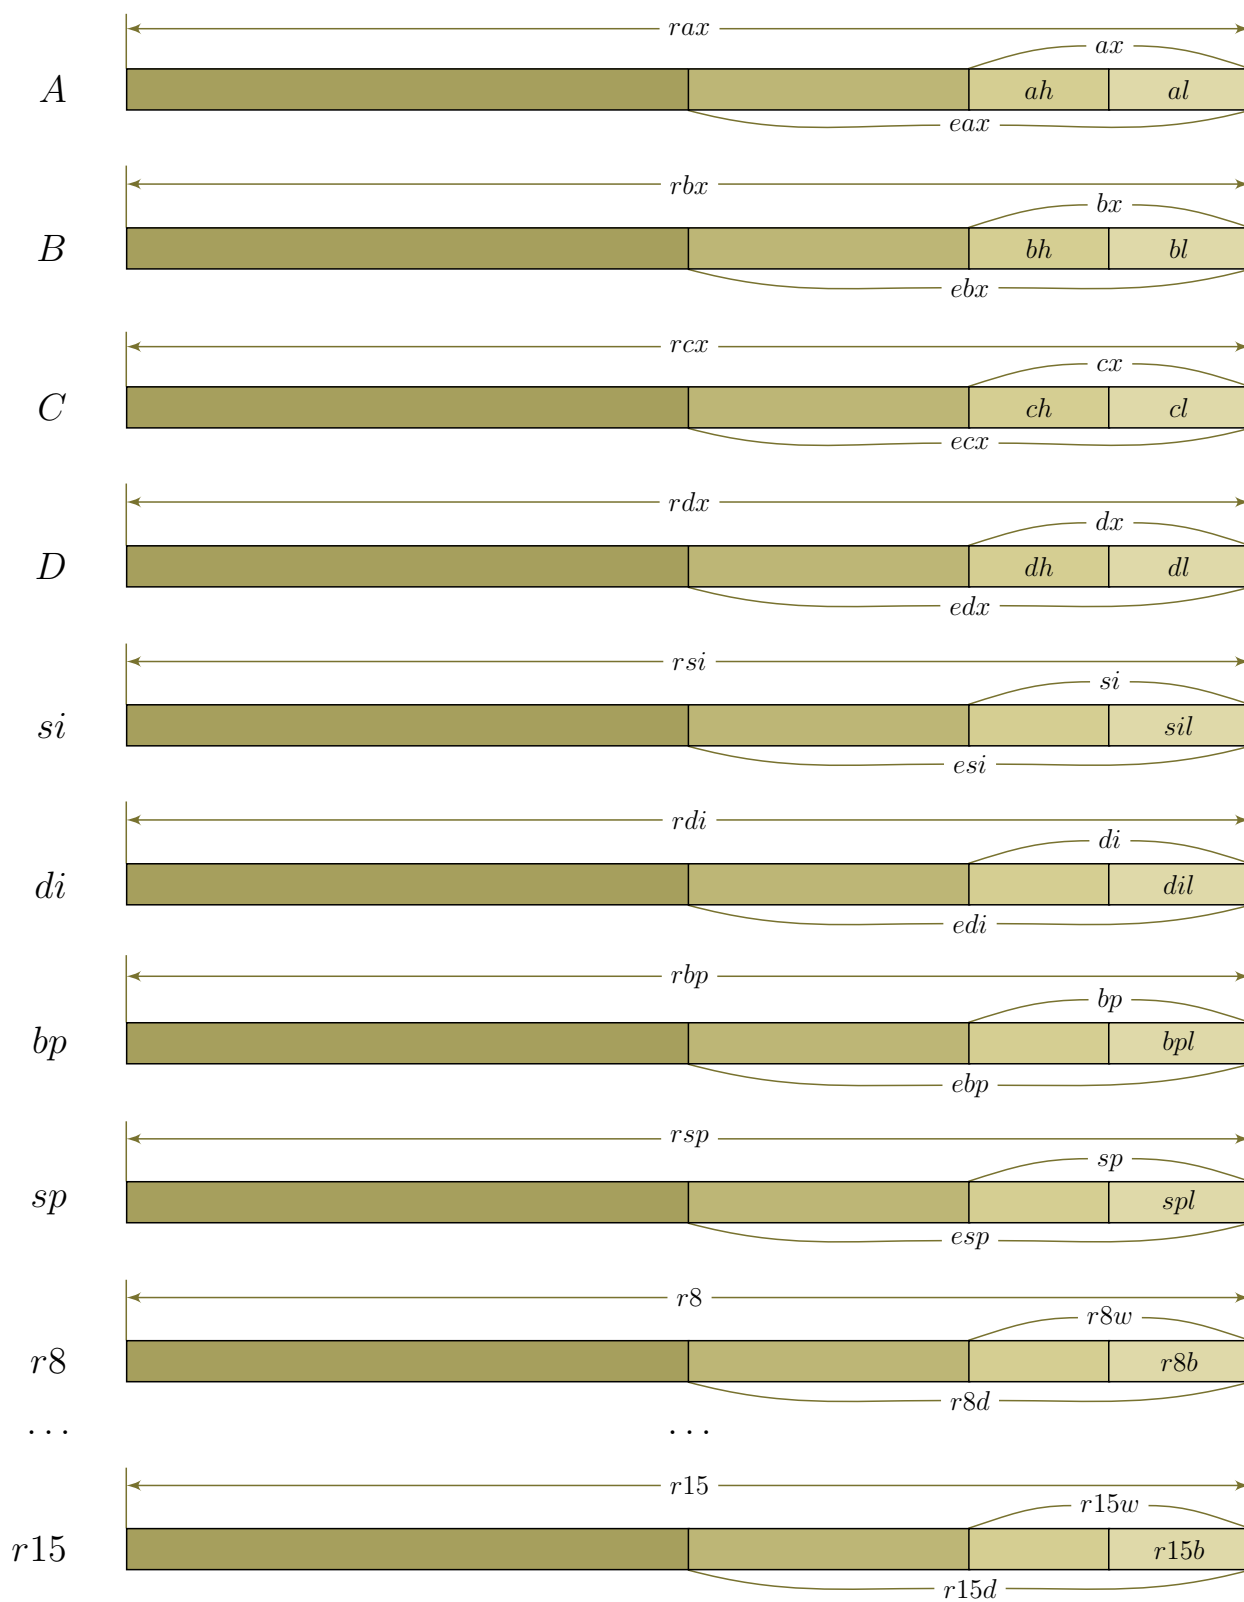 rax
ax
A ah al
eax
rbx
bx
B bh bl
ebx
rcx
cx
C ch cl
ecx
rdx
dx
D dh dl
edx
rsi
si
si sil
esi
rdi
di
di dil
edi
rbp
bp
bp bpl
ebp
rsp
sp
sp spl
esp
r8
r8w
r8 r8b
r8d
... ...
r15
r15w
r15 r15b
r15d